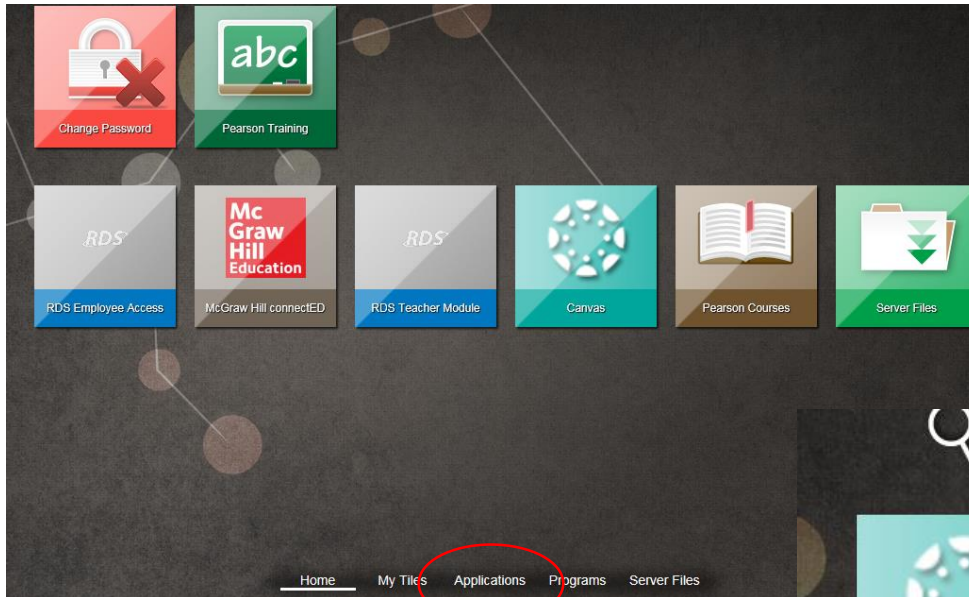 abc
Change Password
Pearson Training
RDS
Mc
Graw
Hill
Education
RDS
RDS Employee Access
McGraw Hill connectED
RDS Teacher Module
Canvas
Pearson Courses
Server Files
Home
My Tiles
Applications
Programs
Server Files